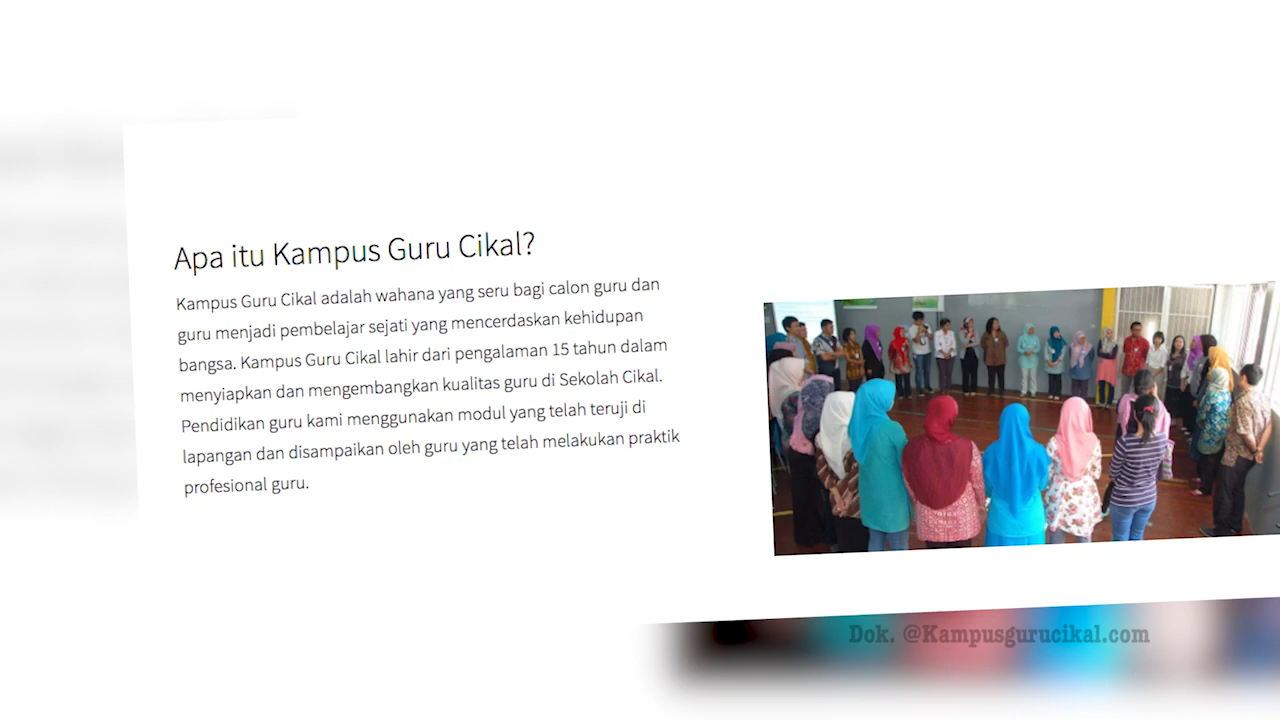 Apa itu Kampus Guru Cikal?
Kampus Guru Cikal adalah wahana yang seru bagi calon guru dan
guru menjadi pembelajar sejati yang mencerdaskan kehidupan
bangsa. Kampus Guru Cikal lahir dari pengalaman 15 tahun dalam
menyiapkan dan mengembangkan kualitas guru di Sekolah Cikal.
Pendidikan guru kami menggunakan modul yang telah teruji di
lapangan dan disampaikan oleh guru yang telah melakukan praktik
profesional guru.
Dok. @Kampusgurucikal.com